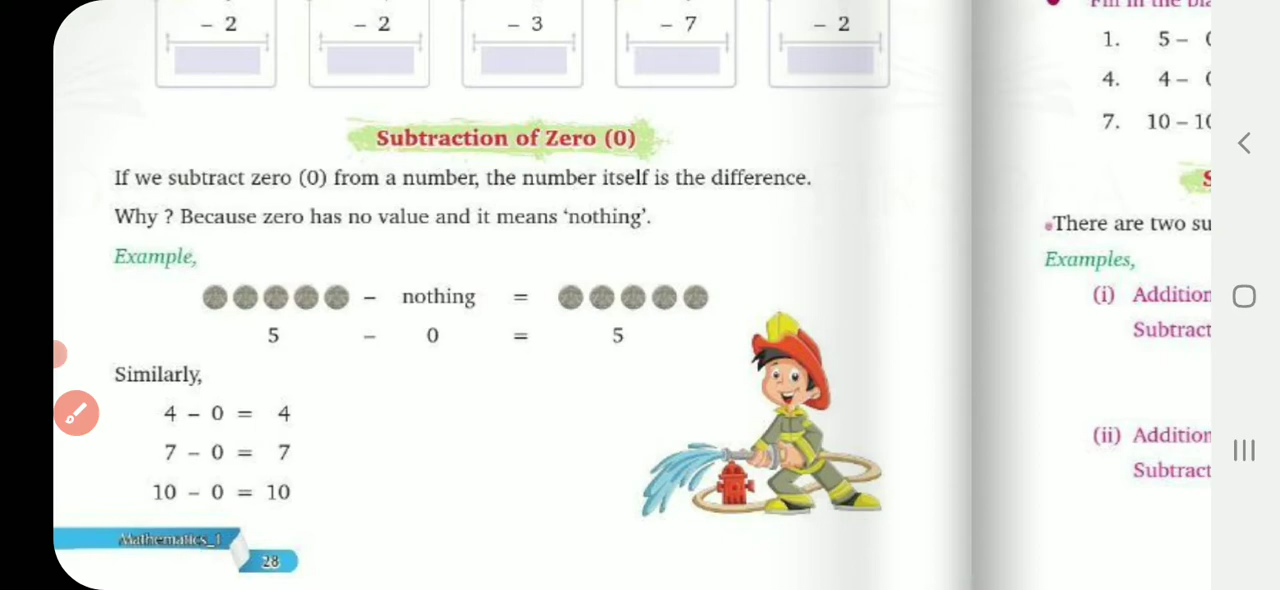 – 2 – 2 – 3 – 7 – 2
Subtraction of Zero (0)
If we subtract zero (0) from a number, the number itself is the difference.
Why ? Because zero has no value and it means ‘nothing’.
Example,
– nothing =
5 – 0 = 5
Similarly,
4 – 0 = 4
7 – 0 = 7
10 – 0 = 10
Mathematics_1
28
Fill in the
1. 5 –
4. 4 –
7. 10 –
There are two
Examples,
(i) Addition
Subtract
(ii) Addition
Subtract